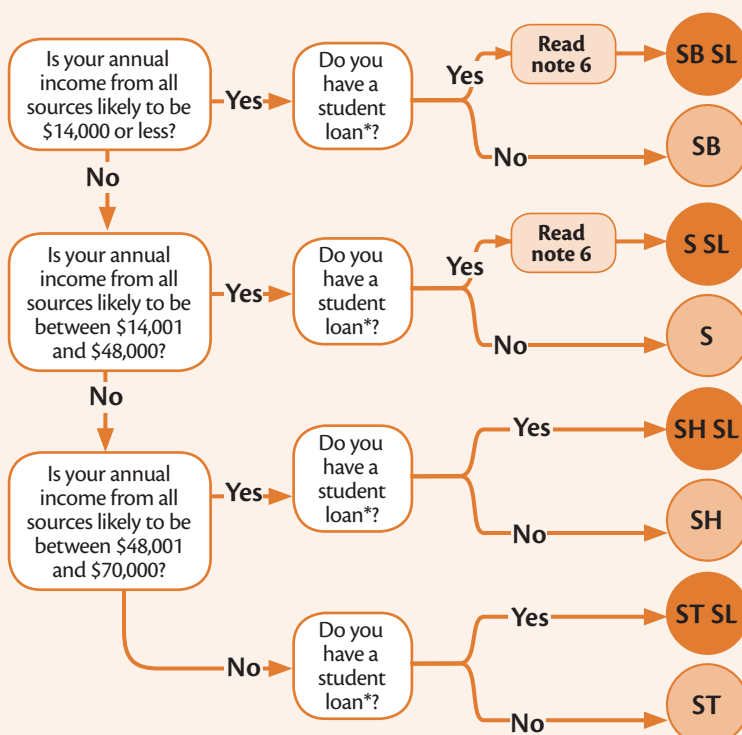 Is your annual
income from all
sources likely to be
$14,000 or less?
Yes
Do you
have a
student
loan*?
Yes
Read
note 6
SB SL
No
SB
No
Is your annual
income from all
sources likely to be
between $14,001
and $48,000?
Yes
Do you
have a
student
loan*?
Yes
Read
note 6
S SL
No
S
No
Is your annual
income from all
sources likely to be
between $48,001
and $70,000?
Yes
Do you
have a
student
loan*?
Yes
SH SL
No
SH
No
Do you
have a
student
loan*?
Yes
ST SL
No
ST